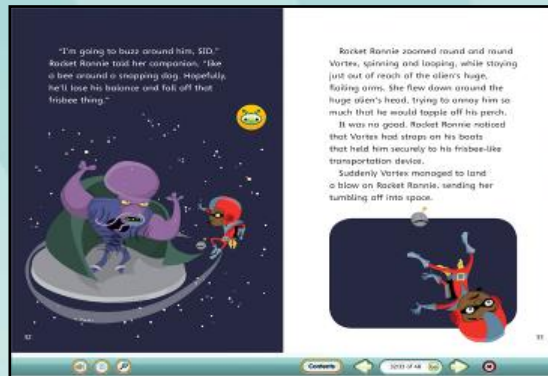 "I'm going to buzz around him, SID,"
Rocket Ronnie told her companion, "like
a bee around a snapping dog. Hopefully,
he'll lose his balance and fall off that
frisbee thing."
Rocket Ronnie zoomed round and round
Vortex, spinning and looping, while staying
just out of reach of the alien's huge,
flailing arms. She flew down around the
huge alien's head, trying to annoy him so
much that he would topple off his perch.
It was no good. Rocket Ronnie noticed
that Vortex had straps on his boots
that held him securely to his frisbee-like
transportation device.
Suddenly Vortex managed to land
a blow on Rocket Ronnie, sending her
tumbling off into space.
32
33
Contents
32/33 of 48